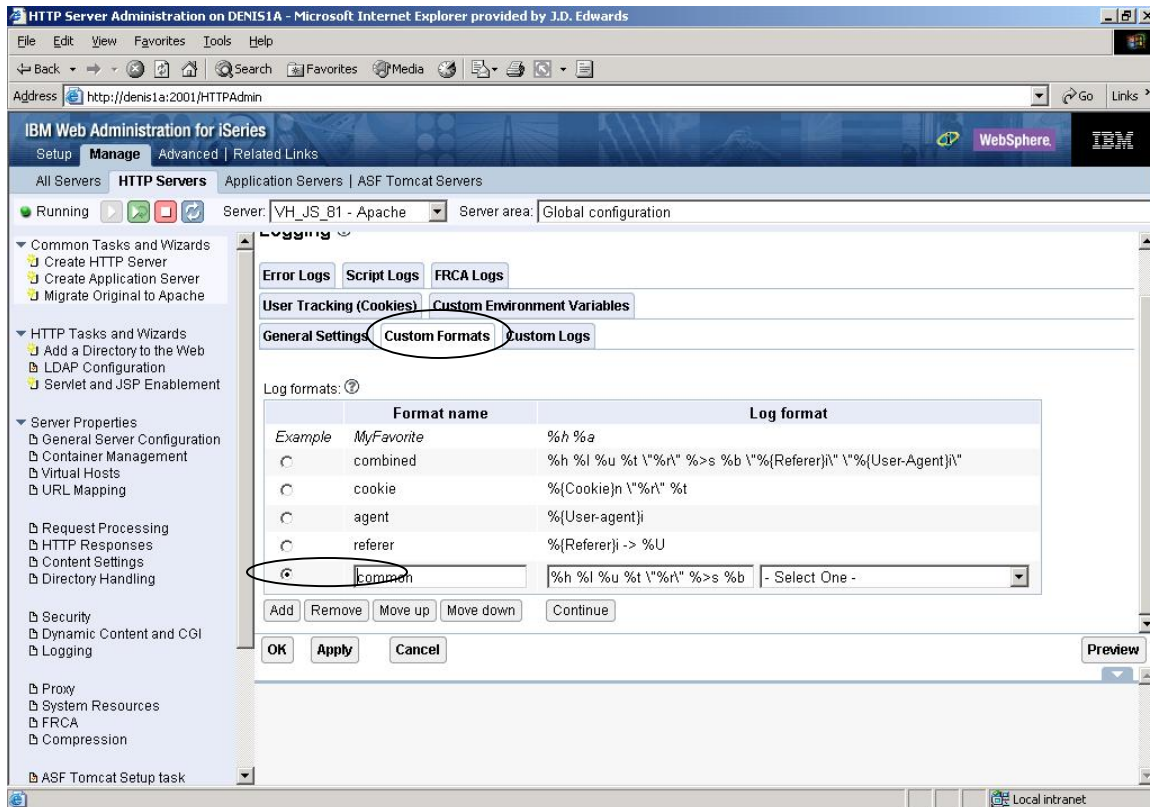 HTTP Server Administration on DENIS1A - Microsoft Internet Explorer provided by J.D. Edwards
File Edit View Favorites Tools Help
Back Search Favorites Media
Address http://denis1a:2001/HTTPAdmin Go Links
IBM Web Administration for iSeries
WebSphere. IBM
Setup Manage Advanced | Related Links
All Servers HTTP Servers Application Servers | ASF Tomcat Servers
Running Server: VH_JS_81 - Apache Server area: Global configuration
Common Tasks and Wizards
Create HTTP Server
Create Application Server
Migrate Original to Apache
HTTP Tasks and Wizards
Add a Directory to the Web
LDAP Configuration
Servlet and JSP Enablement
Server Properties
General Server Configuration
Container Management
Virtual Hosts
URL Mapping
Request Processing
HTTP Responses
Content Settings
Directory Handling
Security
Dynamic Content and CGI
Logging
Proxy
System Resources
FRCA
Compression
ASF Tomcat Setup task
Logging
Error Logs Script Logs FRCA Logs
User Tracking (Cookies) Custom Environment Variables
General Settings Custom Formats Custom Logs
Log formats:
Format name Log format
Example MyFavorite %h %a
combined %h %l %u %t \"%r\" %>s %b \"%{Referer}i\" \"%{User-Agent}i\"
cookie %{Cookie}n \"%r\" %t
agent %{User-agent}i
referer %{Referer}i -> %U
common %h %l %u %t \"%r\" %>s %b - Select One -
Add Remove Move up Move down Continue
OK Apply Cancel Preview
Local intranet